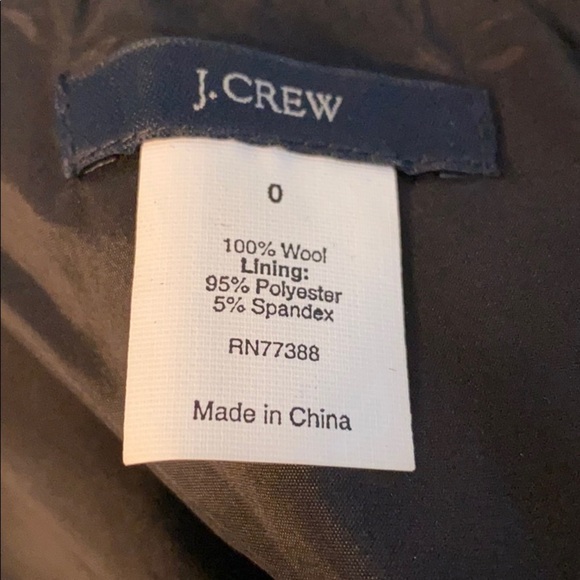 J.CREW
0
100% Wool
Lining:
95% Polyester
5% Spandex
RN77388
Made in China